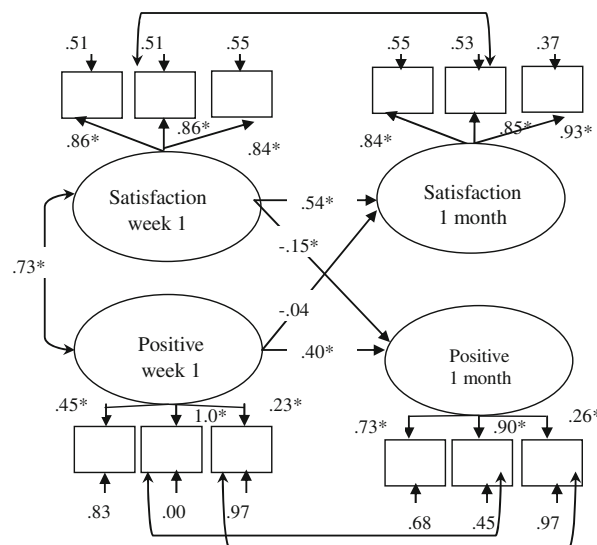 .51 .51 .55 .55 .53 .37
.86* .86* .84* .84* .85* .93*
Satisfaction
week 1
Satisfaction
1 month
.54*
-.15*
.73*
-.04
Positive
week 1
.40*
Positive
1 month
.45* 1.0* .23* .73* .90* .26*
.83 .00 .97 .68 .45 .97